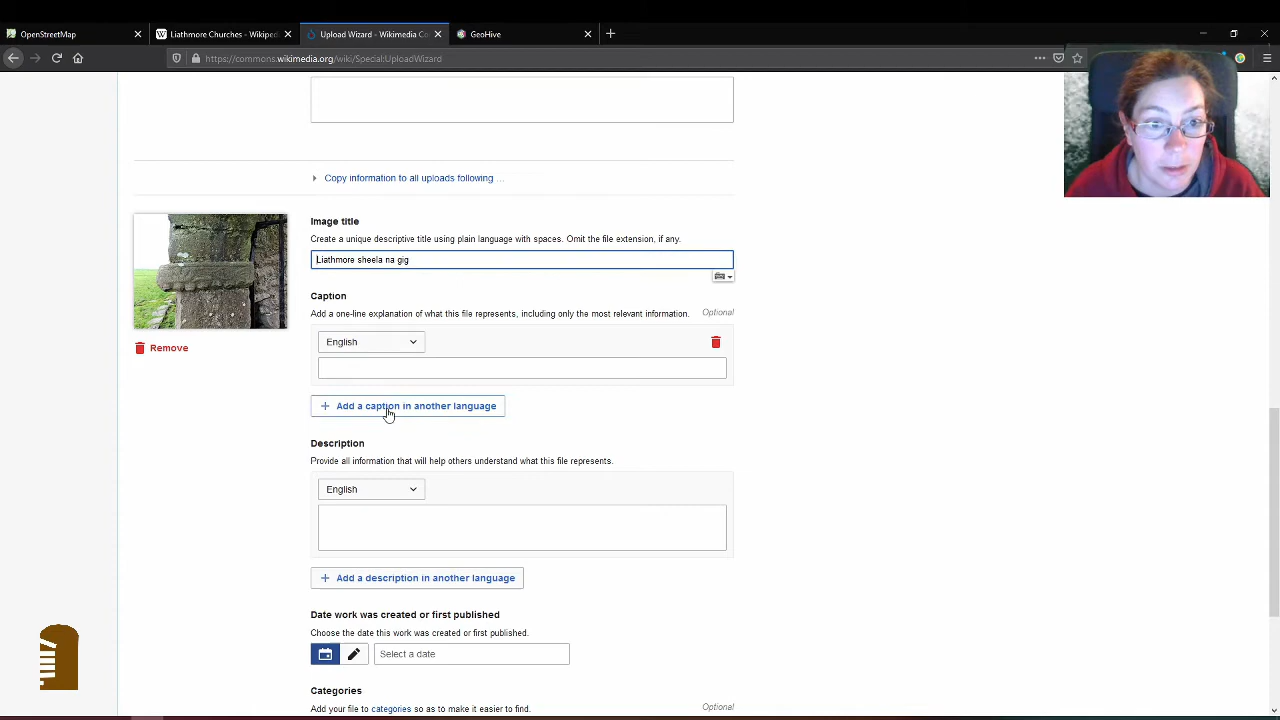 OpenStreetMap
Liathmore Churches - Wikiped
Upload Wizard - Wikimedia Co
GeoHive
https://commons.wikimedia.org/wiki/Special:UploadWizard
Copy information to all uploads following ...
Image title
Create a unique descriptive title using plain language with spaces. Omit the file extension, if any.
Liathmore sheela na gig
Caption
Add a one-line explanation of what this file represents, including only the most relevant information.
Optional
English
Remove
Add a caption in another language
Description
Provide all information that will help others understand what this file represents.
English
Add a description in another language
Date work was created or first published
Choose the date this work was created or first published.
Select a date
Categories
Add your file to categories so as to make it easier to find.
Optional